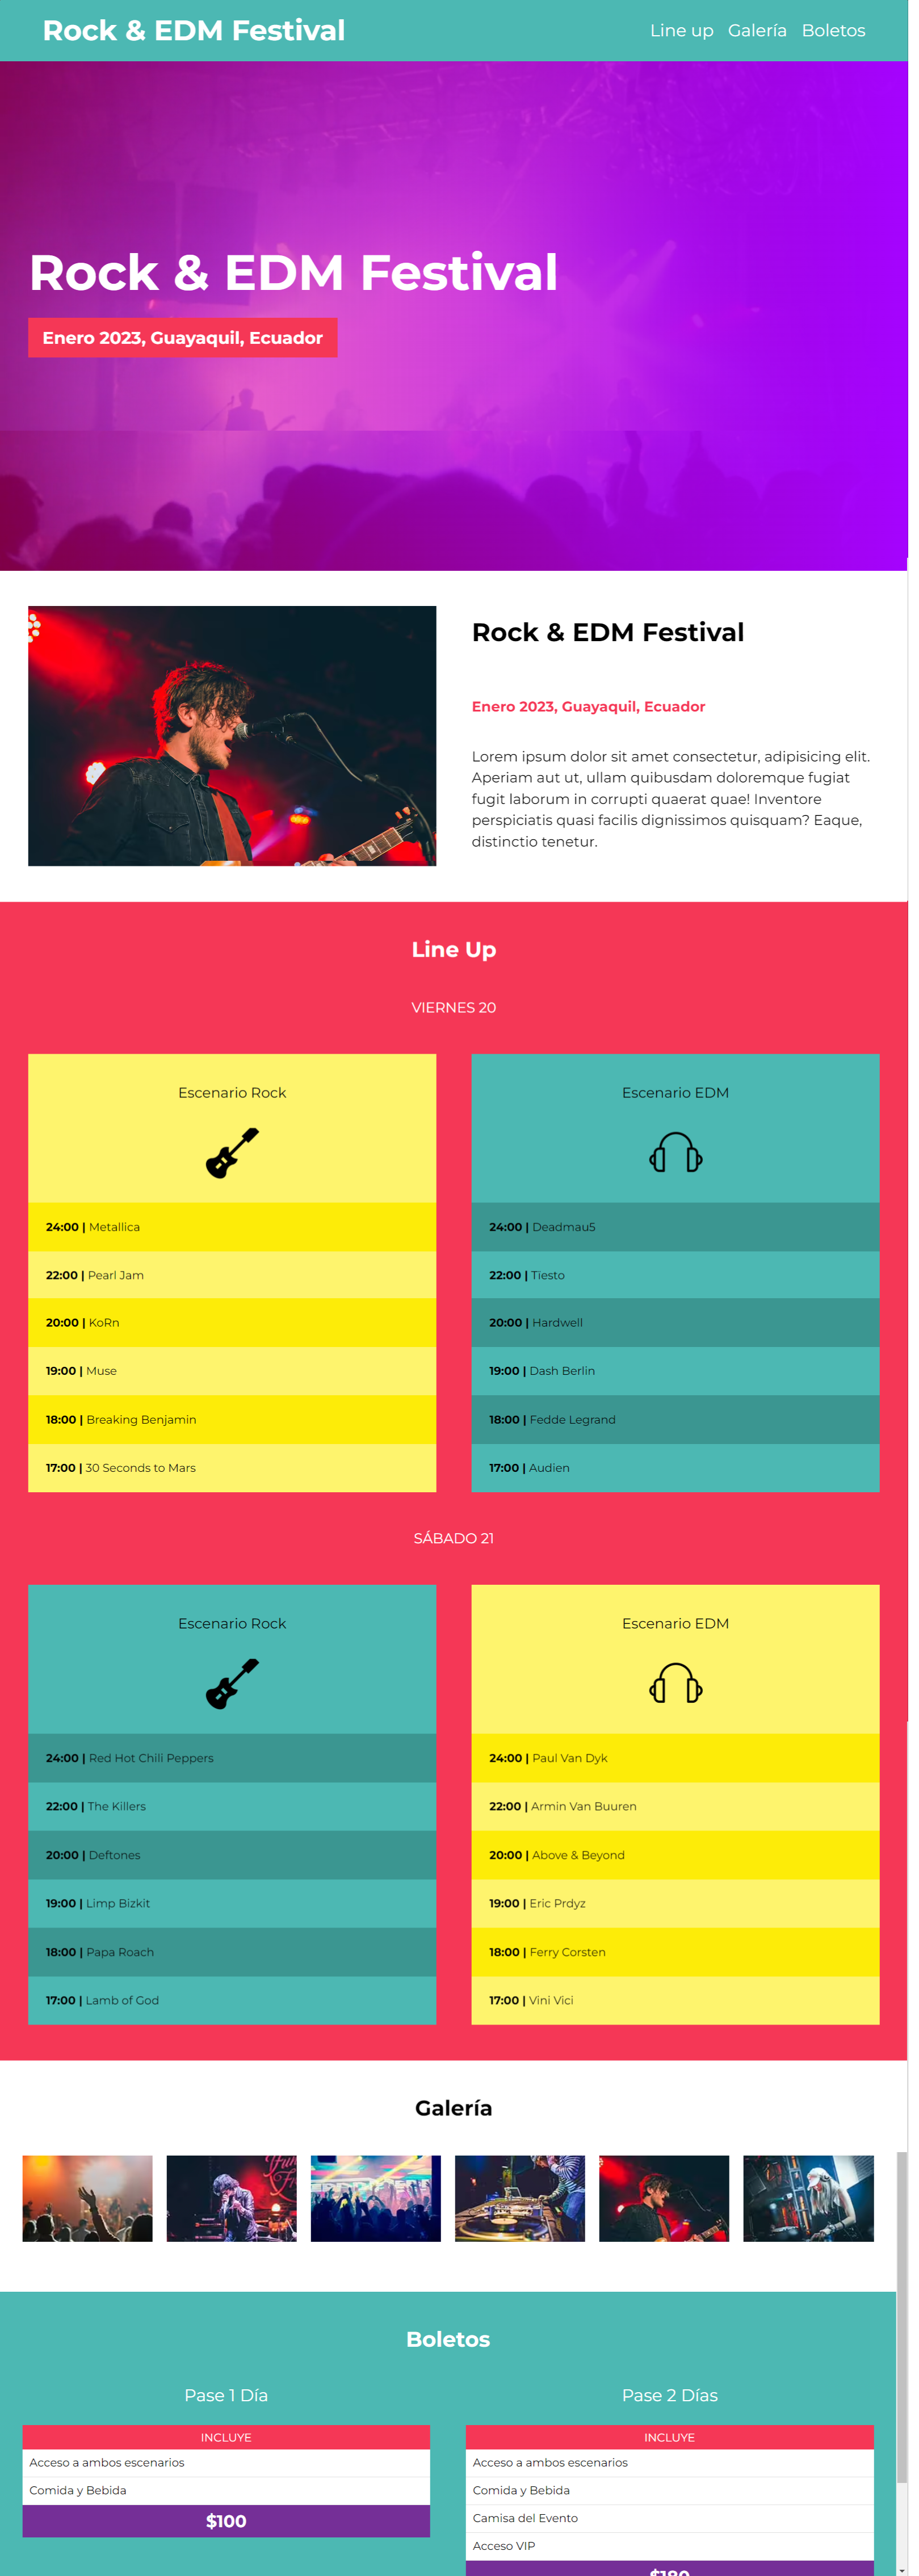 Rock & EDM Festival
Line up Galería Boletos
Rock & EDM Festival
Enero 2023, Guayaquil, Ecuador
Rock & EDM Festival
Enero 2023, Guayaquil, Ecuador
Lorem ipsum dolor sit amet consectetur, adipisicing elit.
Aperiam aut ut, ullam quibusdam doloremque fugiat
fugit laborum in corrupti quaerat quae! Inventore
perspiciatis quasi facilis dignissimos quisquam? Eaque,
distinctio tenetur.
Line Up
VIERNES 20
Escenario Rock
24:00 | Metallica
22:00 | Pearl Jam
20:00 | KoRn
19:00 | Muse
18:00 | Breaking Benjamin
17:00 | 30 Seconds to Mars
Escenario EDM
24:00 | Deadmau5
22:00 | Tiesto
20:00 | Hardwell
19:00 | Dash Berlin
18:00 | Fedde Legrand
17:00 | Audien
SÁBADO 21
Escenario Rock
24:00 | Red Hot Chili Peppers
22:00 | The Killers
20:00 | Deftones
19:00 | Limp Bizkit
18:00 | Papa Roach
17:00 | Lamb of God
Escenario EDM
24:00 | Paul Van Dyk
22:00 | Armin Van Buuren
20:00 | Above & Beyond
19:00 | Eric Prdyz
18:00 | Ferry Corsten
17:00 | Vini Vici
Galería
Boletos
Pase 1 Día
INCLUYE
Acceso a ambos escenarios
Comida y Bebida
$100
Pase 2 Días
INCLUYE
Acceso a ambos escenarios
Comida y Bebida
Camisa del Evento
Acceso VIP